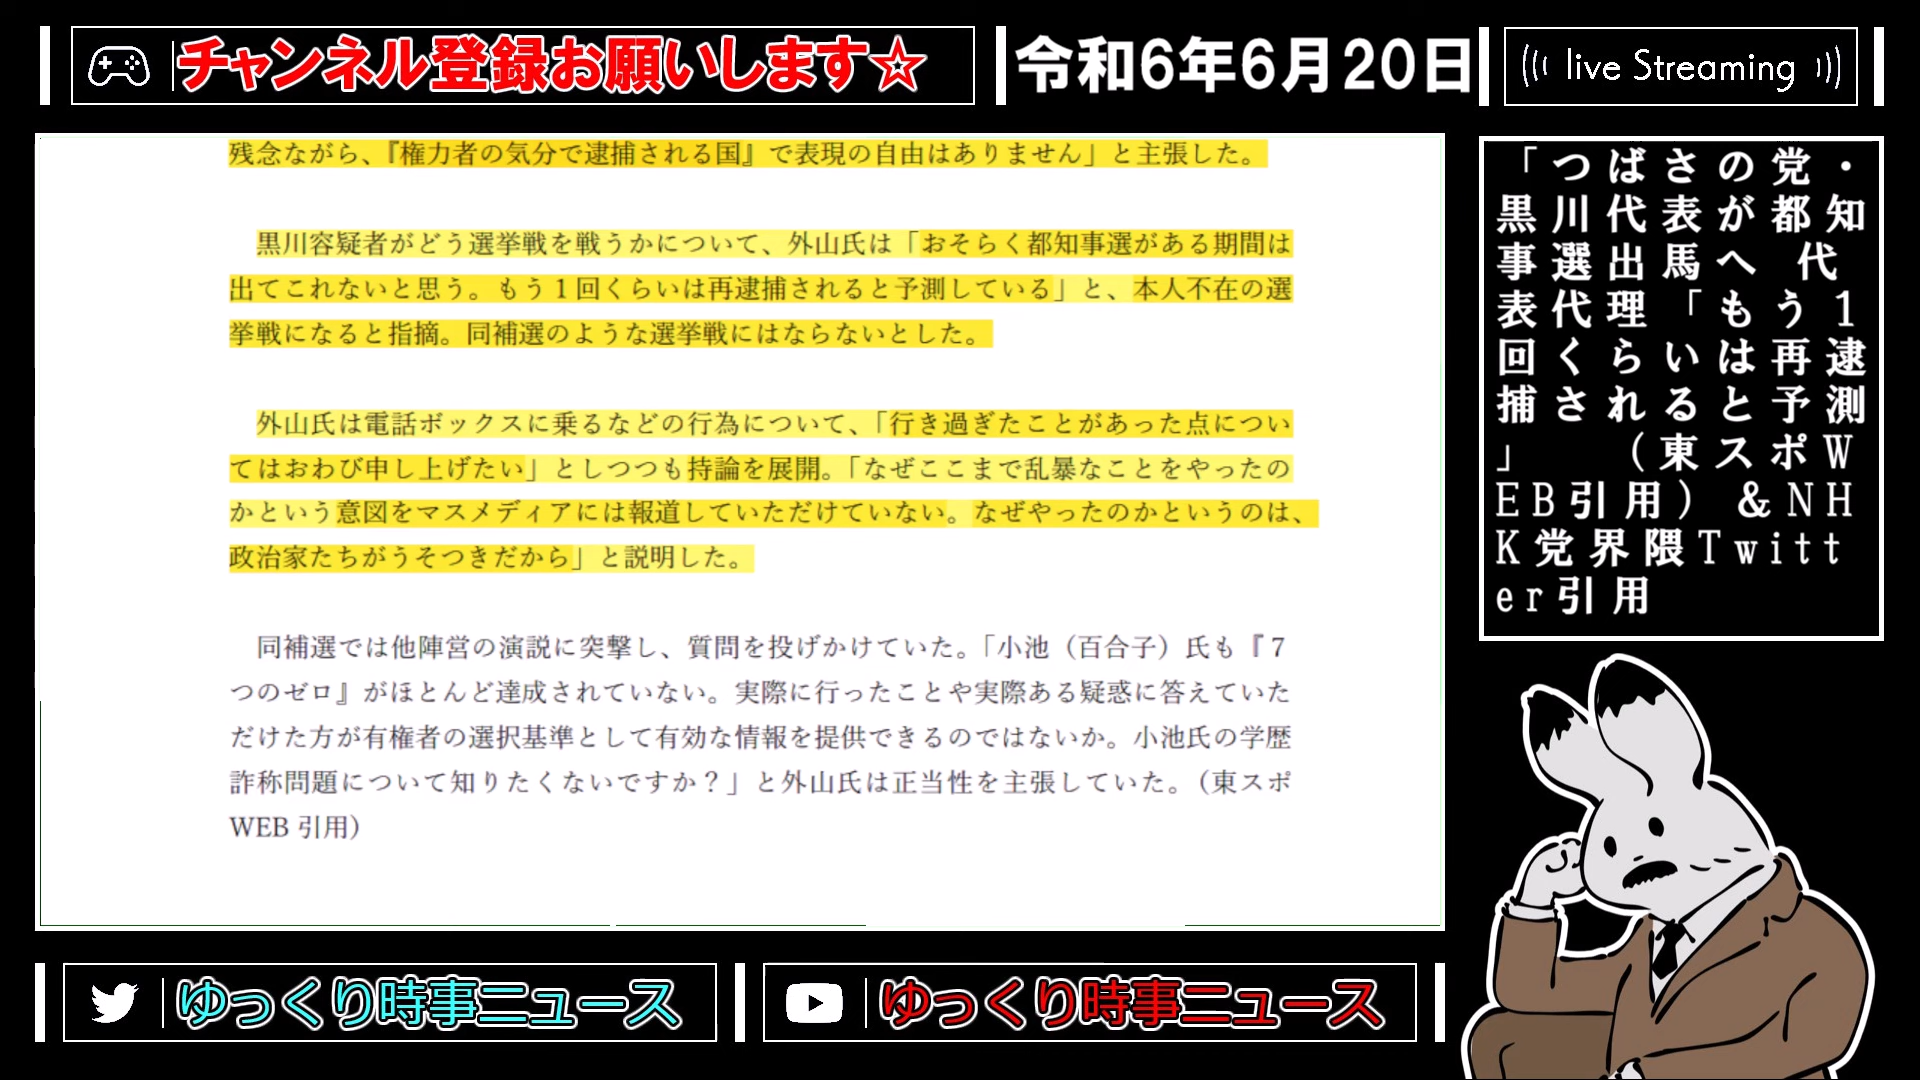 チャンネル登録お願いします☆
令和6年6月20日
live Streaming
残念ながら、『権力者の気分で逮捕される国』で表現の自由はありません」と主張した。
黒川容疑者がどう選挙戦を戦うかについて、外山氏は「おそらく都知事選がある期間は
出てこれないと思う。もう１回くらいは再逮捕されると予測している」と、本人不在の選
挙戦になると指摘。同補選のような選挙戦にはならないとした。
外山氏は電話ボックスに乗るなどの行為について、「行き過ぎたことがあった点につい
てはおわび申し上げたい」としつつも持論を展開。「なぜここまで乱暴なことをやったの
かという意図をマスメディアには報道していただけていない。なぜやったのかというのは、
政治家たちがうそつきだから」と説明した。
同補選では他陣営の演説に突撃し、質問を投げかけていた。「小池（百合子）氏も『７
つのゼロ』がほとんど達成されていない。実際に行ったことや実際ある疑惑に答えていた
だけた方が有権者の選択基準として有効な情報を提供できるのではないか。小池氏の学歴
詐称問題について知りたくないですか？」と外山氏は正当性を主張していた。（東スポ
WEB 引用）
「つばさの党・
黒川代表が都知
事選出馬へ 代
表代理「もう１
回くらいは再逮
捕されると予測
」　（東スポW
EB引用）＆NH
K党界隈Twitt
er引用
ゆっくり時事ニュース
ゆっくり時事ニュース